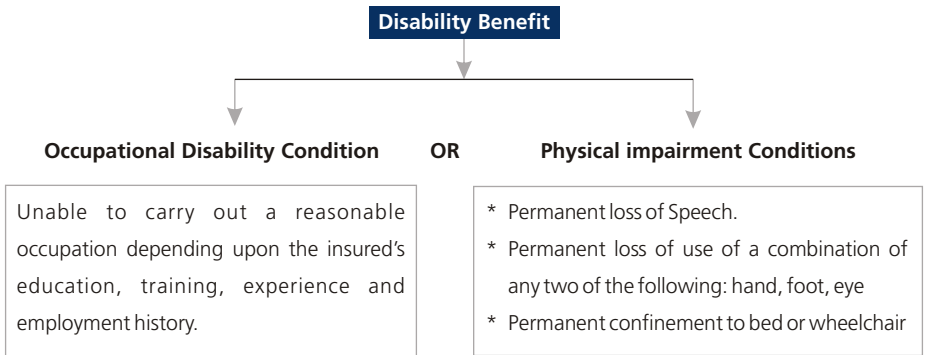 Disability Benefit
Occupational Disability Condition OR Physical impairment Conditions
Unable to carry out a reasonable
occupation depending upon the insured's
education, training, experience and
employment history.
* Permanent loss of Speech.
* Permanent loss of use of a combination of
any two of the following: hand, foot, eye
* Permanent confinement to bed or wheelchair